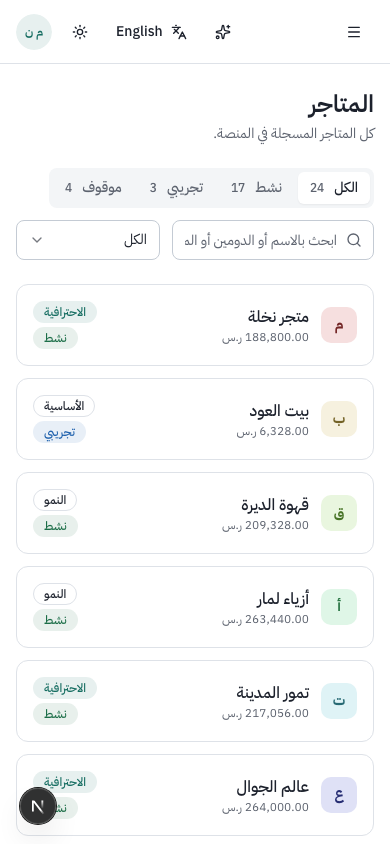 English
م ن
المتاجر
كل المتاجر المسجلة في المنصة.
الكل 24
نشط 17
تجريبي 3
موقوف 4
ابحث بالاسم أو الدومين أو
الكل
م
متجر نخلة
188,800.00 ر.س
الاحترافية
نشط
ب
بيت العود
6,328.00 ر.س
الأساسية
تجريبي
ق
قهوة الديرة
209,328.00 ر.س
النمو
نشط
أ
أزياء لمار
263,440.00 ر.س
النمو
نشط
ت
تمور المدينة
217,056.00 ر.س
الاحترافية
نشط
ع
عالم الجوال
264,000.00 ر.س
الاحترافية
N